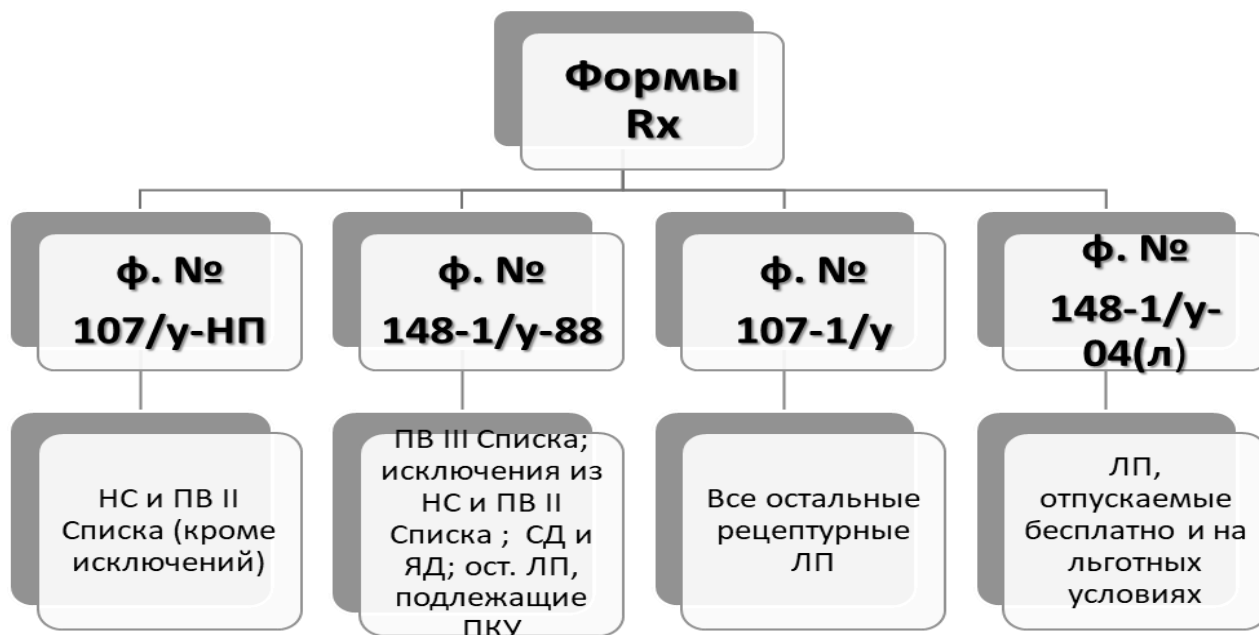 Формы
Rx
ф. №
107/у-НП
ф. №
148-1/у-88
ф. №
107-1/у
ф. №
148-1/у-
04(л)
НС и ПВ II
Списка (кроме
исключений)
ПВ III Списка;
исключения из
НС и ПВ II
Списка ; СД и
ЯД; ост. ЛП,
подлежащие
ПКУ
Все остальные
рецептурные
ЛП
ЛП,
отпускаемые
бесплатно и на
льготных
условиях